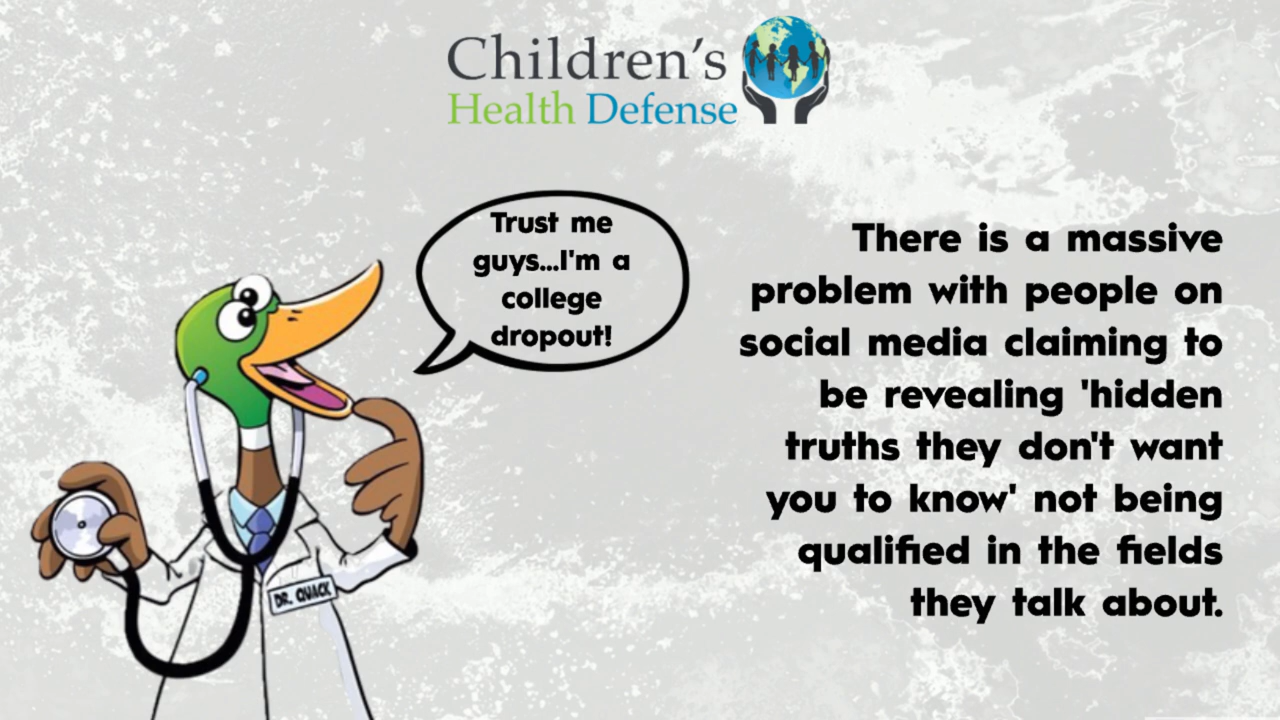 Children's
Health Defense
Trust me
guys...I'm a
college
dropout!
There is a massive
problem with people on
social media claiming to
be revealing 'hidden
truths they don't want
you to know' not being
qualified in the fields
they talk about.
DR. QUACK